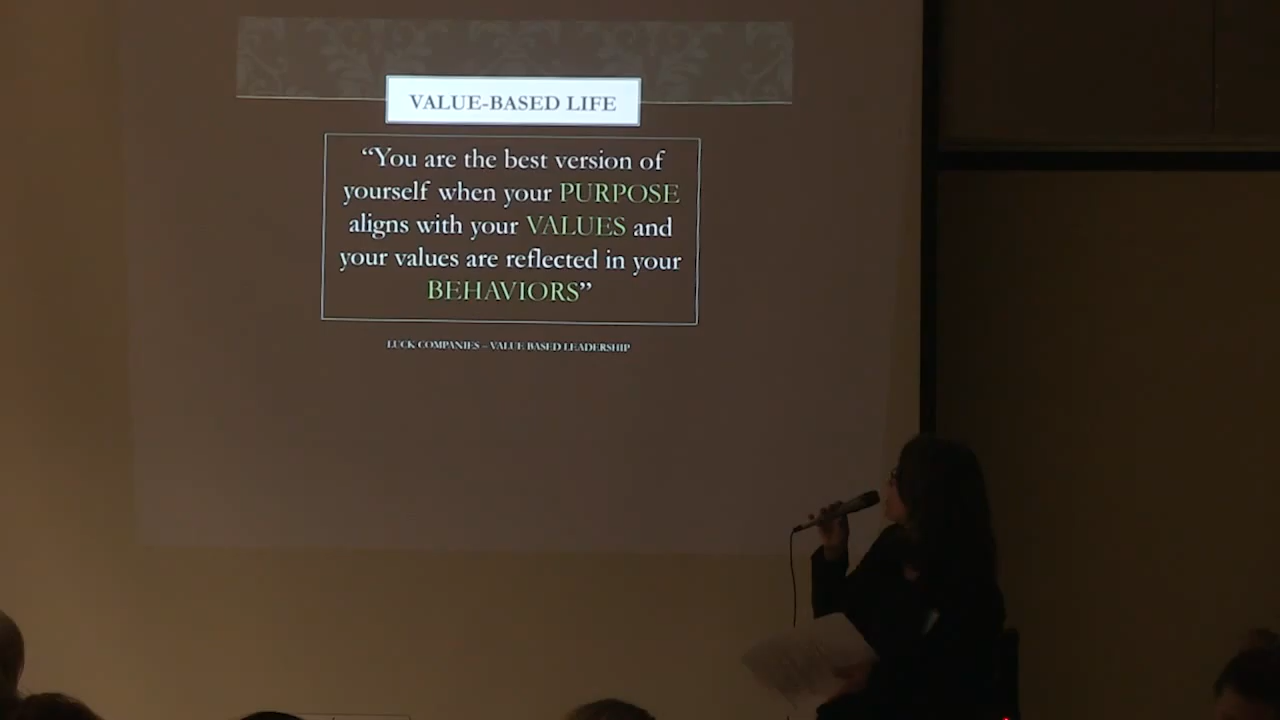 VALUE-BASED LIFE
“You are the best version of
yourself when your PURPOSE
aligns with your VALUES and
your values are reflected in your
BEHAVIORS”
LUCK COMPANIES – VALUE BASED LEADERSHIP